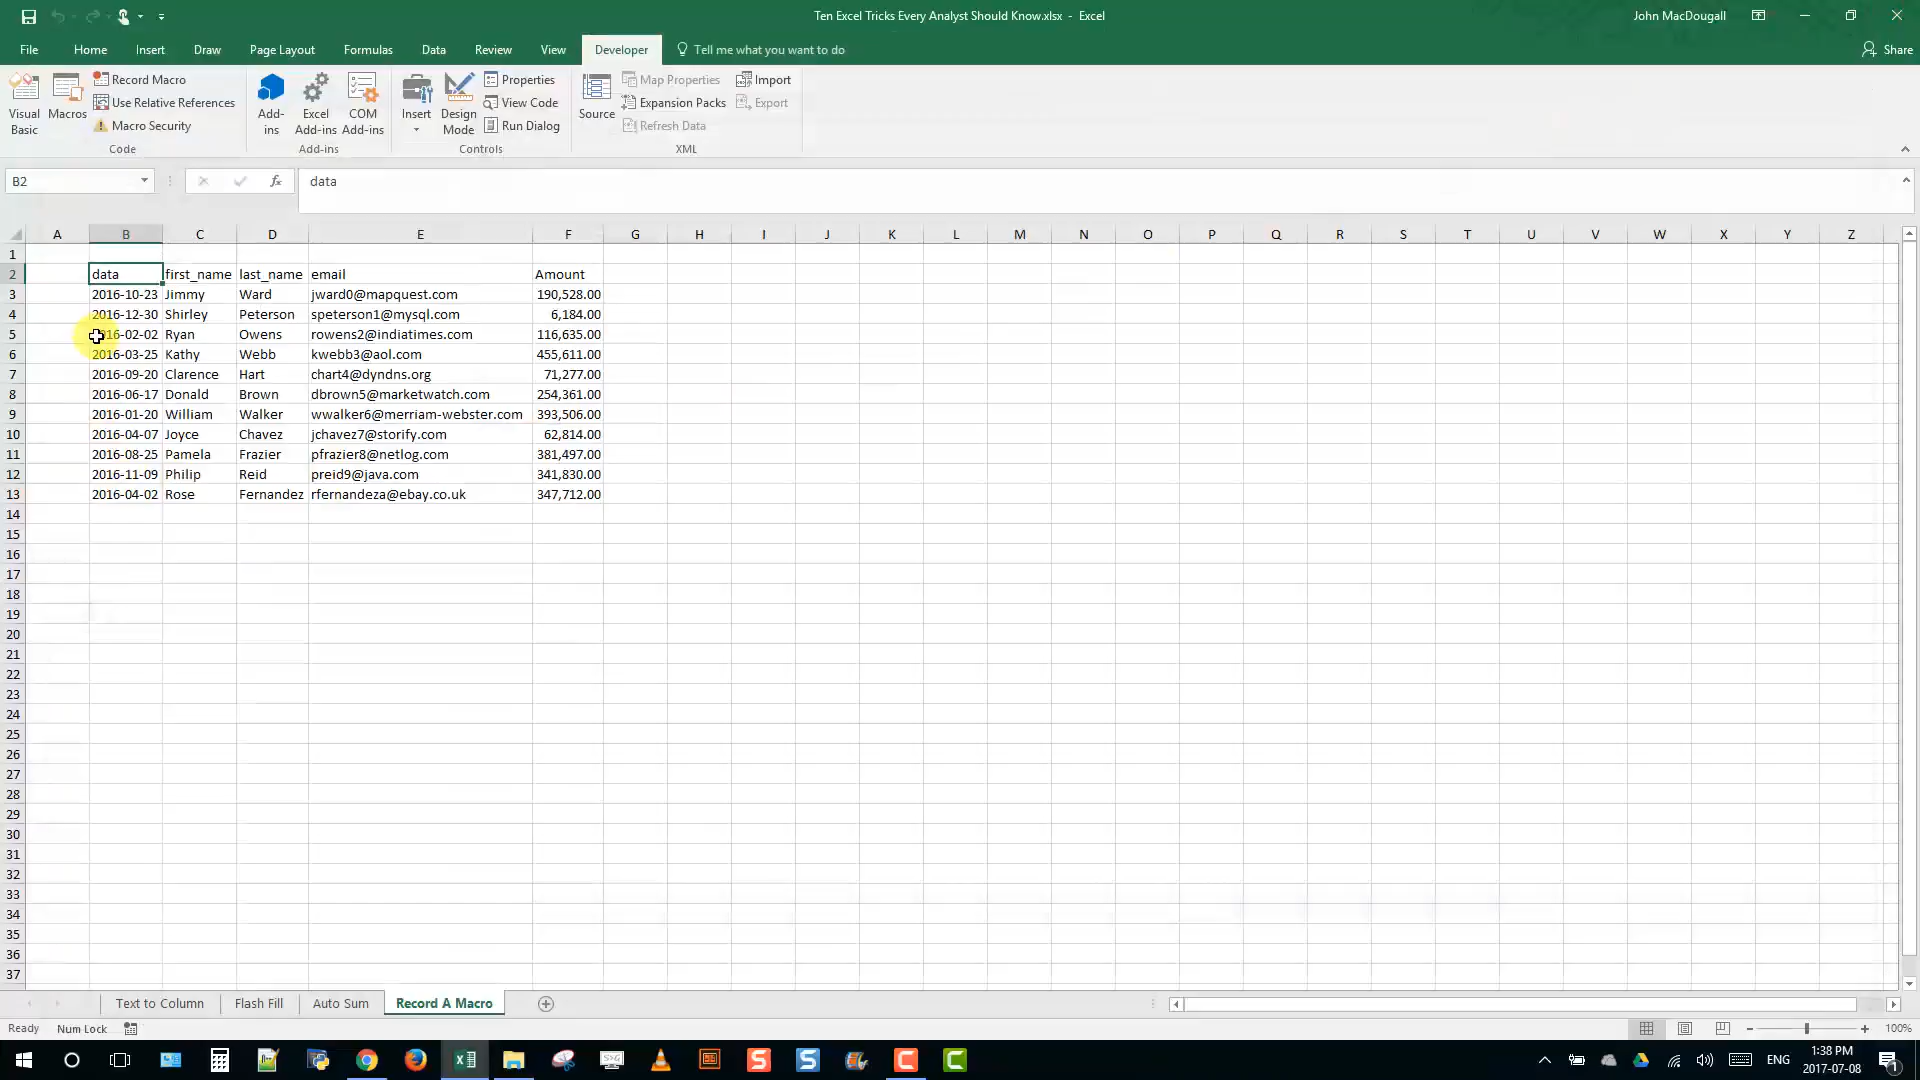 Ten Excel Tricks Every Analyst Should Know.xlsx - Excel
John MacDougall
File Home Insert Draw Page Layout Formulas Data Review View Developer Tell me what you want to do Share
Visual Basic
Macros
Record Macro
Use Relative References
Macro Security
Code
Add-ins
Excel Add-ins
COM Add-ins
Add-ins
Insert
Design Mode
Properties
View Code
Run Dialog
Controls
Source
Map Properties
Expansion Packs
Refresh Data
Import
Export
XML
B2 fx data
A B C D E F G H I J K L M N O P Q R S T U V W X Y Z
1
2 data first_name last_name email Amount
3 2016-10-23 Jimmy Ward jward0@mapquest.com 190,528.00
4 2016-12-30 Shirley Peterson speterson1@mysql.com 6,184.00
5 2016-02-02 Ryan Owens rowens2@indiatimes.com 116,635.00
6 2016-03-25 Kathy Webb kwebb3@aol.com 455,611.00
7 2016-09-20 Clarence Hart chart4@dyndns.org 71,277.00
8 2016-06-17 Donald Brown dbrown5@marketwatch.com 254,361.00
9 2016-01-20 William Walker wwalker6@merriam-webster.com 393,506.00
10 2016-04-07 Joyce Chavez jchavez7@storify.com 62,814.00
11 2016-08-25 Pamela Frazier pfrazier8@netlog.com 381,497.00
12 2016-11-09 Philip Reid preid9@java.com 341,830.00
13 2016-04-02 Rose Fernandez rfernandeza@ebay.co.uk 347,712.00
14
15
16
17
18
19
20
21
22
23
24
25
26
27
28
29
30
31
32
33
34
35
36
37
Text to Column Flash Fill Auto Sum Record A Macro
Ready Num Lock 100%
ENG 1:38 PM
2017-07-08
1